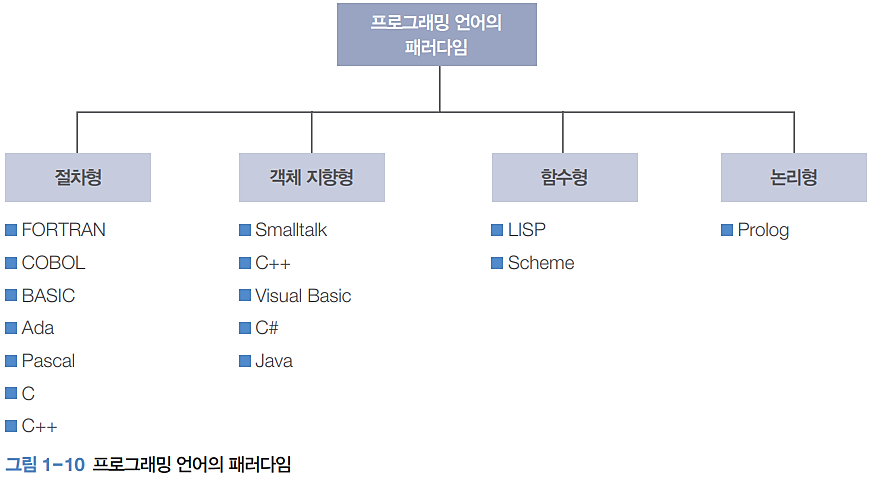 프로그래밍 언어의
패러다임
절차형
FORTRAN
COBOL
BASIC
Ada
Pascal
C
C++
객체 지향형
Smalltalk
C++
Visual Basic
C#
Java
함수형
LISP
Scheme
논리형
Prolog
그림 1-10 프로그래밍 언어의 패러다임